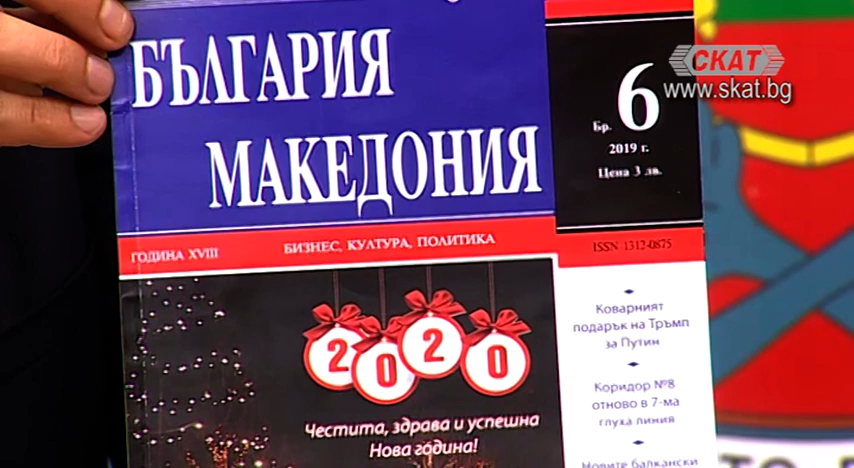 БЪЛГАРИЯ
МАКЕДОНИЯ
Бр. 6
2019 г.
Цена 3 лв.
ГОДИНА XVIII
БИЗНЕС, КУЛТУРА, ПОЛИТИКА
ISSN 1312-0875
2020
Честита, здрава и успешна
Нова година!
Коварният
подарък на Тръмп
за Путин
Коридор №8
отново в 7-ма
глуха линия
Новите балкански
СКАТ
www.skat.bg